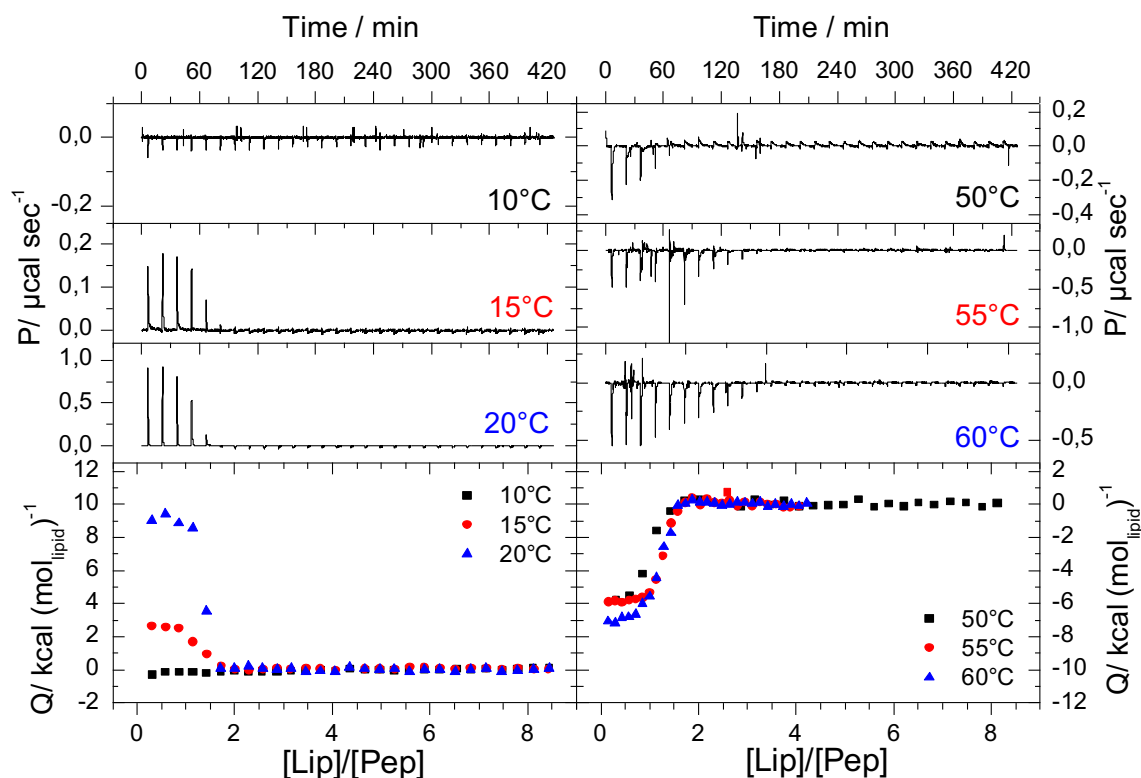 Time / min
Time / min
0 60 120 180 240 300 360 420
0 60 120 180 240 300 360 420
P/ µcal sec⁻¹
0,0
-0,2
10°C
0,2
0,1
0,0
15°C
1,0
0,5
0,0
20°C
0,2
0,0
-0,2
-0,4
50°C
P/ µcal sec⁻¹
0,0
-0,5
-1,0
55°C
0,0
-0,5
60°C
Q/ kcal (mol_lipid)⁻¹
12
10
8
6
4
2
0
-2
10°C
15°C
20°C
0 2 4 6 8
[Lip]/[Pep]
2
0
-2
-4
-6
-8
-10
-12
Q/ kcal (mol_lipid)⁻¹
50°C
55°C
60°C
0 2 4 6 8
[Lip]/[Pep]